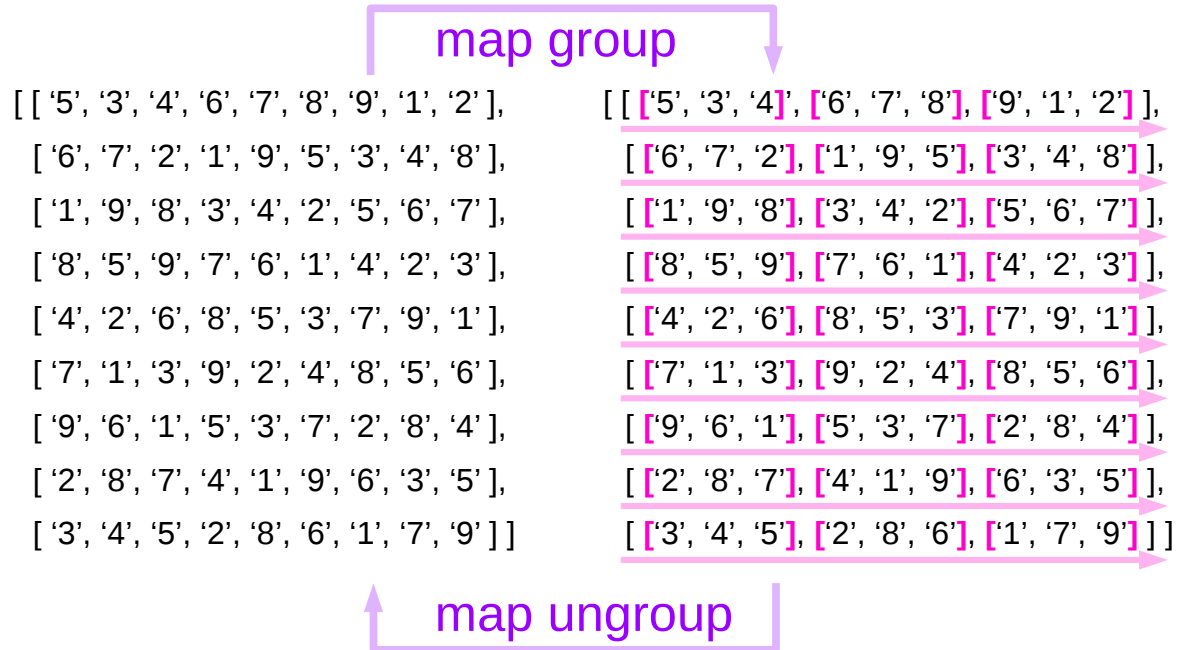 map group
[ [ ‘5’, ‘3’, ‘4’, ‘6’, ‘7’, ‘8’, ‘9’, ‘1’, ‘2’ ],
[ ‘6’, ‘7’, ‘2’, ‘1’, ‘9’, ‘5’, ‘3’, ‘4’, ‘8’ ],
[ ‘1’, ‘9’, ‘8’, ‘3’, ‘4’, ‘2’, ‘5’, ‘6’, ‘7’ ],
[ ‘8’, ‘5’, ‘9’, ‘7’, ‘6’, ‘1’, ‘4’, ‘2’, ‘3’ ],
[ ‘4’, ‘2’, ‘6’, ‘8’, ‘5’, ‘3’, ‘7’, ‘9’, ‘1’ ],
[ ‘7’, ‘1’, ‘3’, ‘9’, ‘2’, ‘4’, ‘8’, ‘5’, ‘6’ ],
[ ‘9’, ‘6’, ‘1’, ‘5’, ‘3’, ‘7’, ‘2’, ‘8’, ‘4’ ],
[ ‘2’, ‘8’, ‘7’, ‘4’, ‘1’, ‘9’, ‘6’, ‘3’, ‘5’ ],
[ ‘3’, ‘4’, ‘5’, ‘2’, ‘8’, ‘6’, ‘1’, ‘7’, ‘9’ ] ]
[ [ [‘5’, ‘3’, ‘4]’, [‘6’, ‘7’, ‘8’], [‘9’, ‘1’, ‘2’] ],
[ [‘6’, ‘7’, ‘2’], [‘1’, ‘9’, ‘5’], [‘3’, ‘4’, ‘8’] ],
[ [‘1’, ‘9’, ‘8’], [‘3’, ‘4’, ‘2’], [‘5’, ‘6’, ‘7’] ],
[ [‘8’, ‘5’, ‘9’], [‘7’, ‘6’, ‘1’], [‘4’, ‘2’, ‘3’] ],
[ [‘4’, ‘2’, ‘6’], [‘8’, ‘5’, ‘3’], [‘7’, ‘9’, ‘1’] ],
[ [‘7’, ‘1’, ‘3’], [‘9’, ‘2’, ‘4’], [‘8’, ‘5’, ‘6’] ],
[ [‘9’, ‘6’, ‘1’], [‘5’, ‘3’, ‘7’], [‘2’, ‘8’, ‘4’] ],
[ [‘2’, ‘8’, ‘7’], [‘4’, ‘1’, ‘9’], [‘6’, ‘3’, ‘5’] ],
[ [‘3’, ‘4’, ‘5’], [‘2’, ‘8’, ‘6’], [‘1’, ‘7’, ‘9’] ] ]
map ungroup